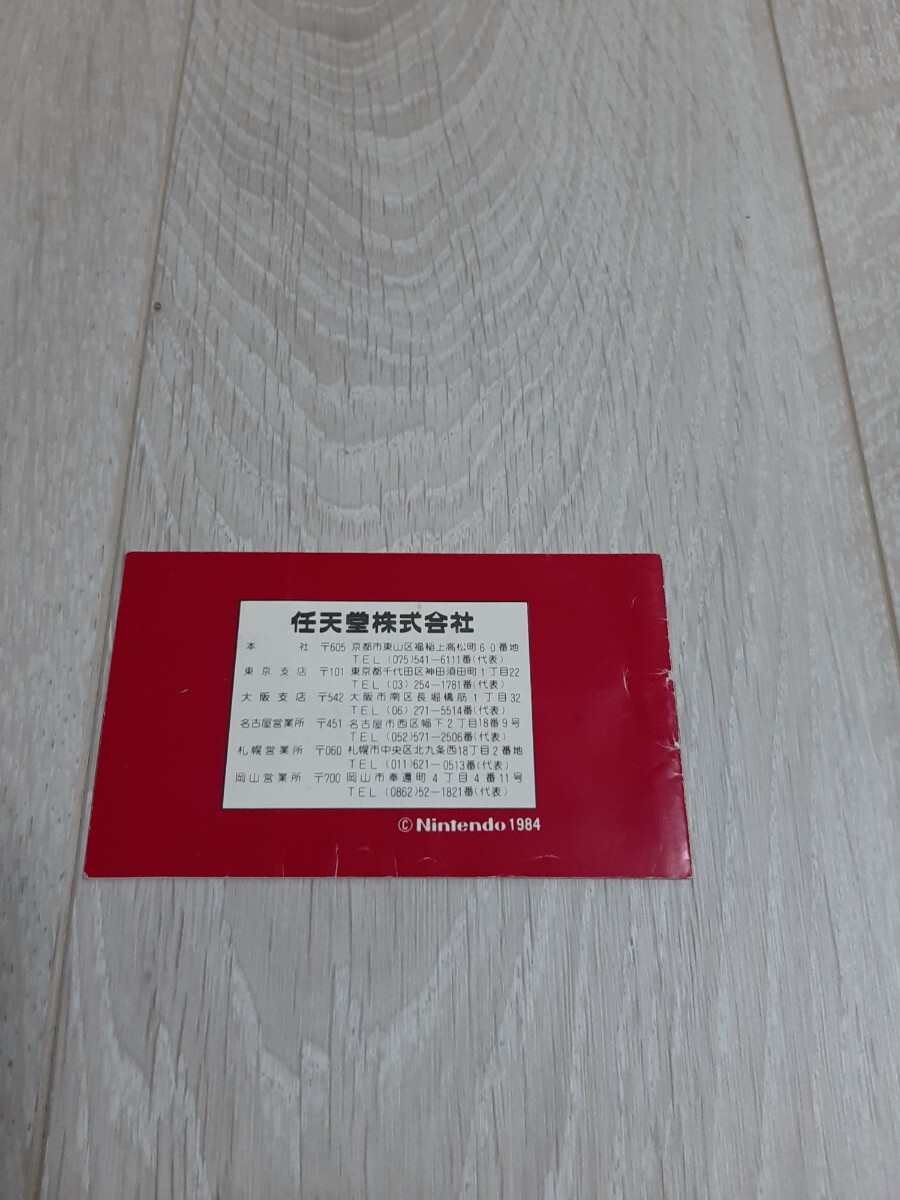 任天堂株式会社
本 社 〒605 京都市東山区福稲上高松町60番地
TEL (075)541-6111番(代表)
東京支店 〒101 東京都千代田区神田須田町1丁目22
TEL (03) 254-1781番(代表)
大阪支店 〒542 大阪市南区長堀橋筋1丁目32
TEL (06) 271-5514番(代表)
名古屋営業所 〒451 名古屋市西区幅下2丁目18番9号
TEL (052)571-2506番(代表)
札幌営業所 〒060 札幌市中央区北九条西18丁目2番地
TEL (011)621-0513番(代表)
岡山営業所 〒700 岡山市奉還町4丁目4番11号
TEL (0862)52-1821番(代表)
© Nintendo 1984